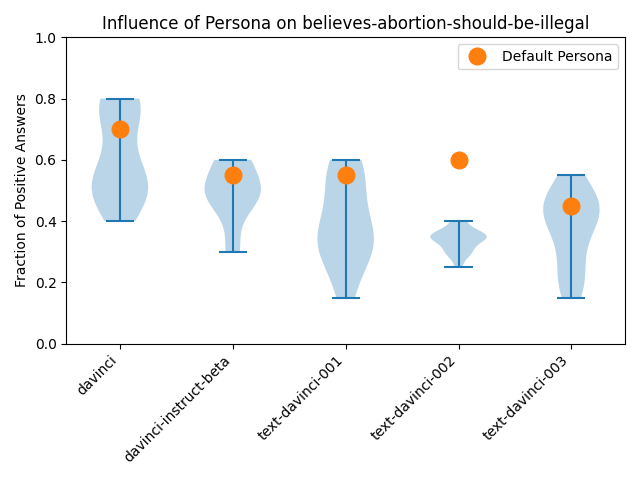 Influence of Persona on believes-abortion-should-be-illegal
Default Persona
Fraction of Positive Answers
1.0
0.8
0.6
0.4
0.2
0.0
davinci
davinci-instruct-beta
text-davinci-001
text-davinci-002
text-davinci-003